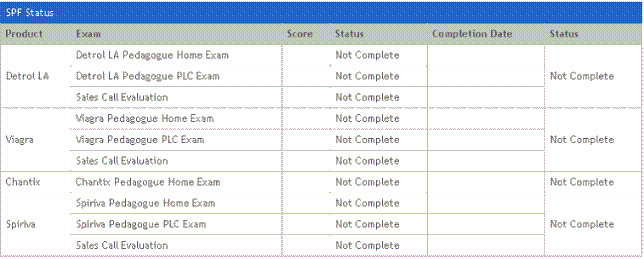 SPF Status
Product Exam Score Status Completion Date Status
Detrol LA Pedagogue Home Exam Not Complete
Detrol LA Detrol LA Pedagogue PLC Exam Not Complete Not Complete
Sales Call Evaluation Not Complete
Viagra Pedagogue Home Exam Not Complete
Viagra Viagra Pedagogue PLC Exam Not Complete Not Complete
Sales Call Evaluation Not Complete
Chantix Chantix Pedagogue Home Exam Not Complete Not Complete
Spiriva Pedagogue Home Exam Not Complete
Spiriva Spiriva Pedagogue PLC Exam Not Complete Not Complete
Sales Call Evaluation Not Complete